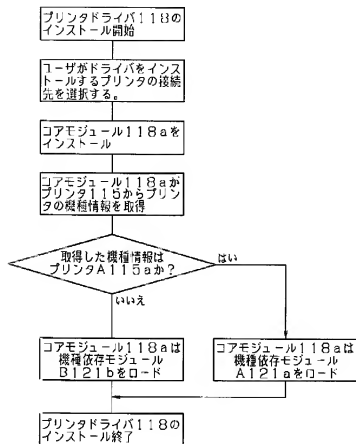 プリンタドライバ118の
インストール開始
ユーザがドライバをインス
トールするプリンタの接続
先を選択する。
コアモジュール118aを
インストール
コアモジュール118aが
プリンタ115からプリン
タの機種情報を取得
取得した機種情報は
プリンタA115aか?
はい
いいえ
コアモジュール118aは
機種依存モジュール
B121bをロード
コアモジュール118aは
機種依存モジュール
A121aをロード
プリンタドライバ118の
インストール終了